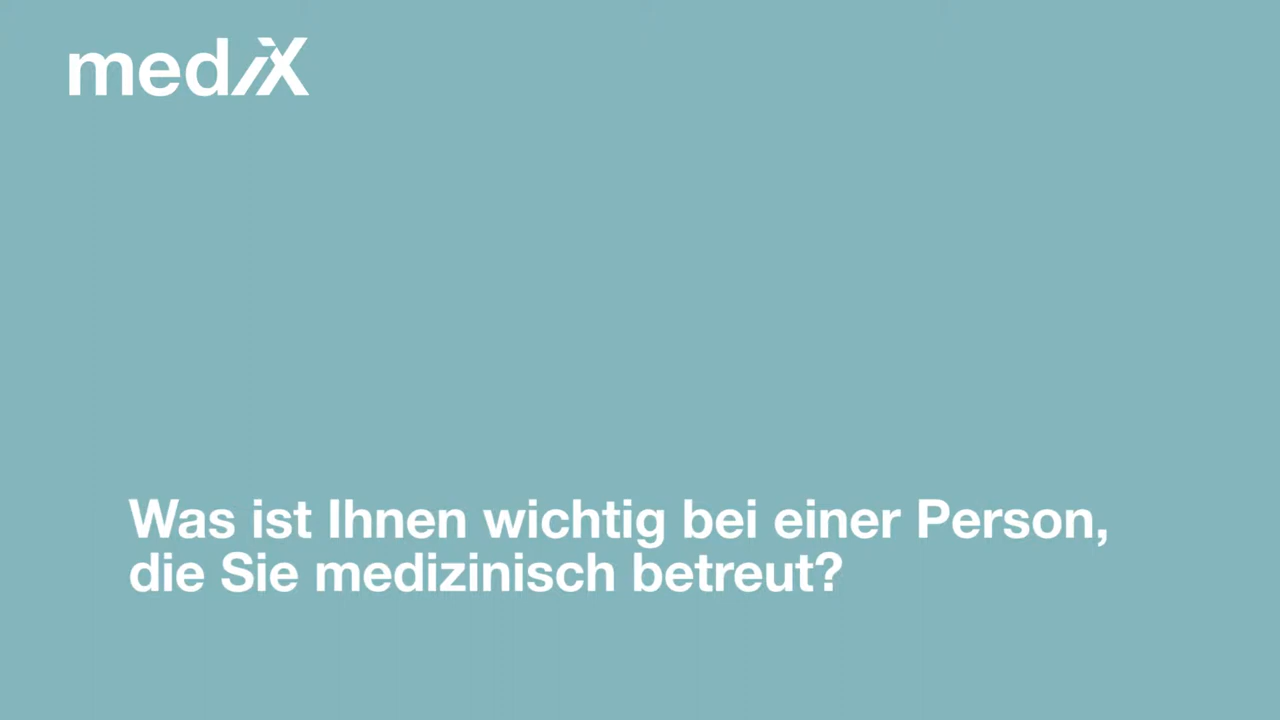 mediX
Was ist Ihnen wichtig bei einer Person,
die Sie medizinisch betreut?